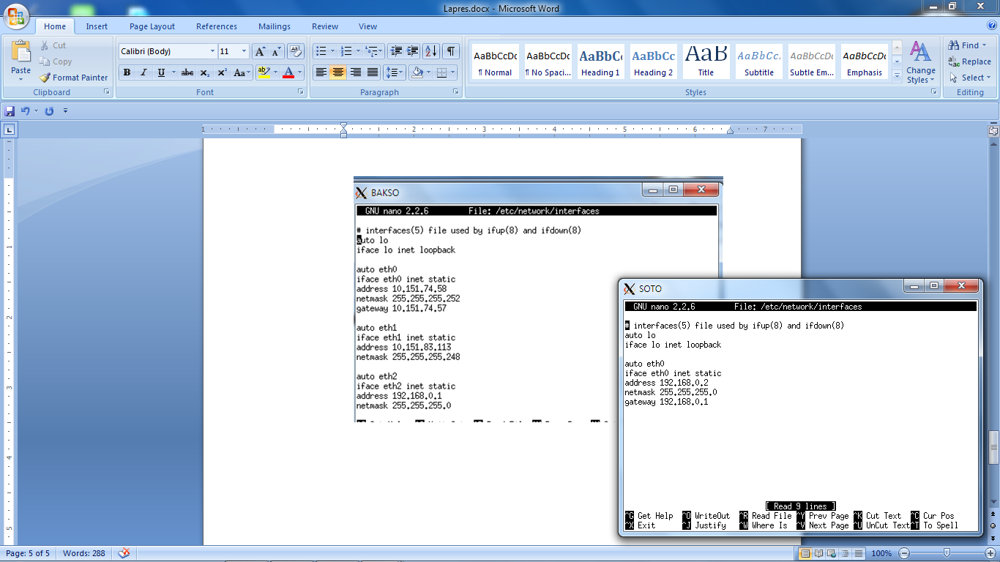 Lapres.docx - Microsoft Word
Home Insert Page Layout References Mailings Review View
Paste
Cut
Copy
Format Painter
Clipboard
Calibri (Body) 11
Font
Paragraph
AaBbCcDc AaBbCcDc AaBbC AaBbCc AaB AaBbCc. AaBbCcDc AaBbCcDc
¶ Normal ¶ No Spaci... Heading 1 Heading 2 Title Subtitle Subtle Em... Emphasis
Change Styles
Styles
Find
Replace
Select
Editing
1 2 3 4 5 6 7
BAKSO
GNU nano 2.2.6 File: /etc/network/interfaces
# interfaces(5) file used by ifup(8) and ifdown(8)
auto lo
iface lo inet loopback
auto eth0
iface eth0 inet static
address 10.151.74.58
netmask 255.255.255.252
gateway 10.151.74.57
auto eth1
iface eth1 inet static
address 10.151.83.113
netmask 255.255.255.248
auto eth2
iface eth2 inet static
address 192.168.0.1
netmask 255.255.255.0
SOTO
GNU nano 2.2.6 File: /etc/network/interfaces
# interfaces(5) file used by ifup(8) and ifdown(8)
auto lo
iface lo inet loopback
auto eth0
iface eth0 inet static
address 192.168.0.2
netmask 255.255.255.0
gateway 192.168.0.1
[ Read 9 lines ]
^G Get Help ^O WriteOut ^R Read File ^Y Prev Page ^K Cut Text ^C Cur Pos
^X Exit ^J Justify ^W Where Is ^V Next Page ^U UnCut Text ^T To Spell
Page: 5 of 5 Words: 288 100%